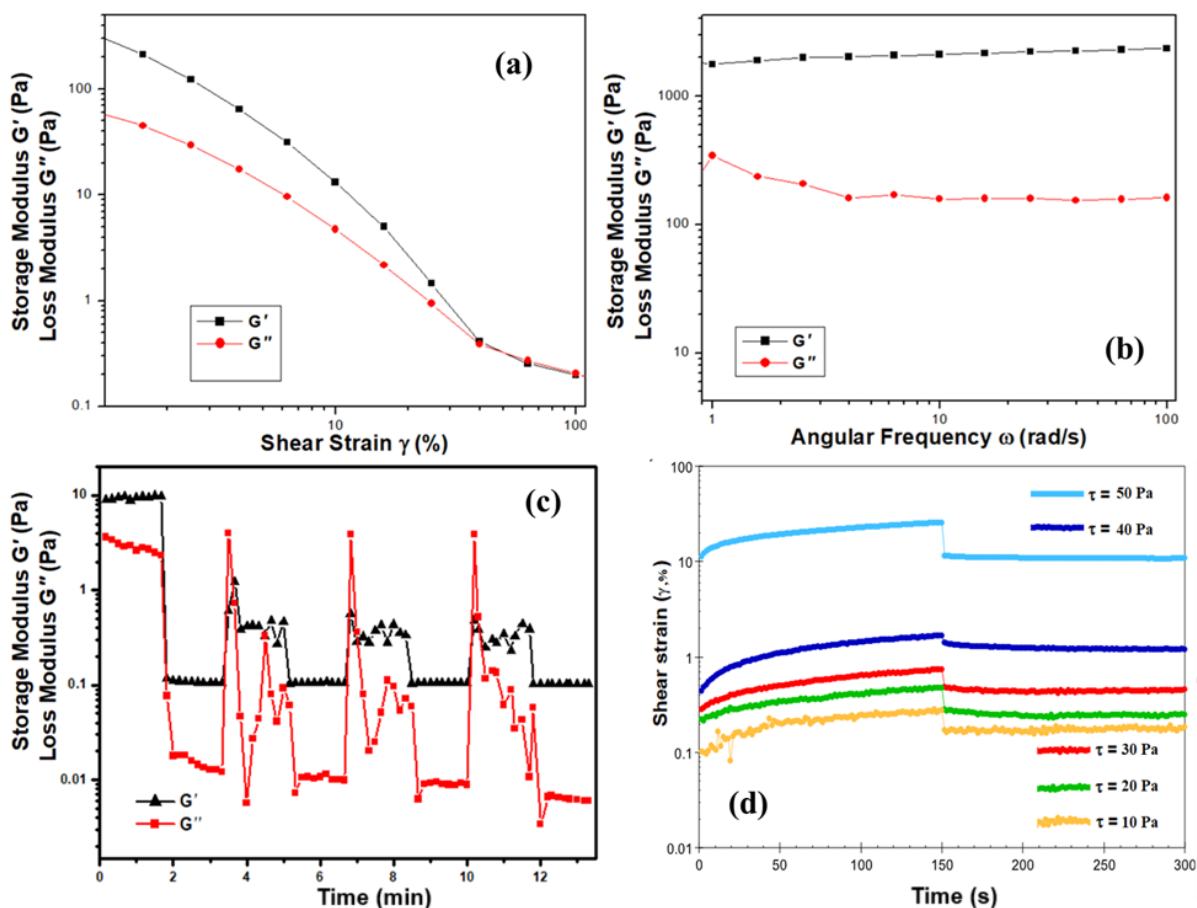 Storage Modulus G′ (Pa)
Loss Modulus G″ (Pa)
100
10
1
0.1
(a)
G′
G″
10
100
Shear Strain γ (%)
Storage Modulus G′ (Pa)
Loss Modulus G″ (Pa)
1000
100
10
(b)
G′
G″
1
10
100
Angular Frequency ω (rad/s)
Storage Modulus G′ (Pa)
Loss Modulus G″ (Pa)
10
1
0.1
0.01
(c)
G′
G″
0
2
4
6
8
10
12
Time (min)
Shear strain (γ,%)
100
10
1
0.1
0.01
τ = 50 Pa
τ = 40 Pa
τ = 30 Pa
τ = 20 Pa
τ = 10 Pa
(d)
0
50
100
150
200
250
300
Time (s)